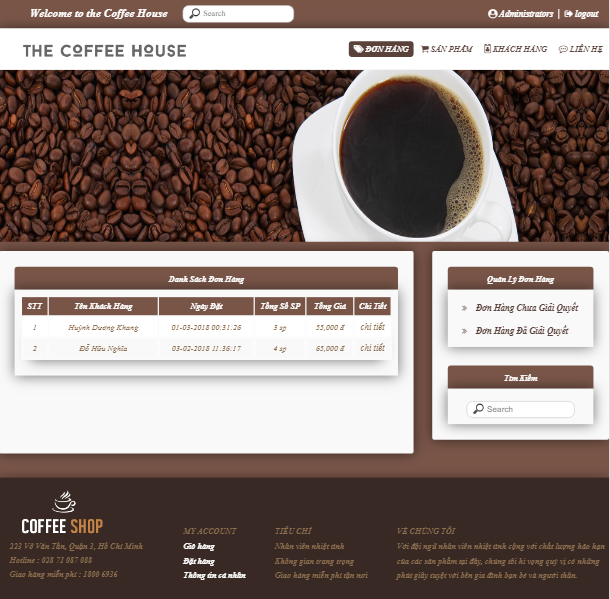 Welcome to the Coffee House
Search
Administrators | logout
THE COFFEE HOUSE
ĐƠN HÀNG
SẢN PHẨM
KHÁCH HÀNG
LIÊN HỆ
Danh Sách Đơn Hàng
STT Tên Khách Hàng Ngày Đặt Tổng Số SP Tổng Giá Chi Tiết
1 Huỳnh Dương Khang 01-03-2018 00:31:26 3 sp 55,000 đ chi tiết
2 Đỗ Hữu Nghĩa 03-02-2018 11:36:17 4 sp 65,000 đ chi tiết
Quản Lý Đơn Hàng
» Đơn Hàng Chưa Giải Quyết
» Đơn Hàng Đã Giải Quyết
Tìm Kiếm
Search
COFFEE SHOP
223 Võ Văn Tần, Quận 3, Hồ Chí Minh
Hotline : 028 71 087 088
Giao hàng miễn phí : 1800 6936
MY ACCOUNT
Giỏ hàng
Đặt hàng
Thông tin cá nhân
TIÊU CHÍ
Nhân viên nhiệt tình
Không gian trang trọng
Giao hàng miễn phí tận nơi
VỀ CHÚNG TÔI
Với đội ngũ nhân viên nhiệt tình cộng với chất lượng hảo hạn
của các sản phẩm tại đây, chúng tôi hi vọng quý vị có những
phút giây tuyệt vời bên gia đình bạn bè và người thân.